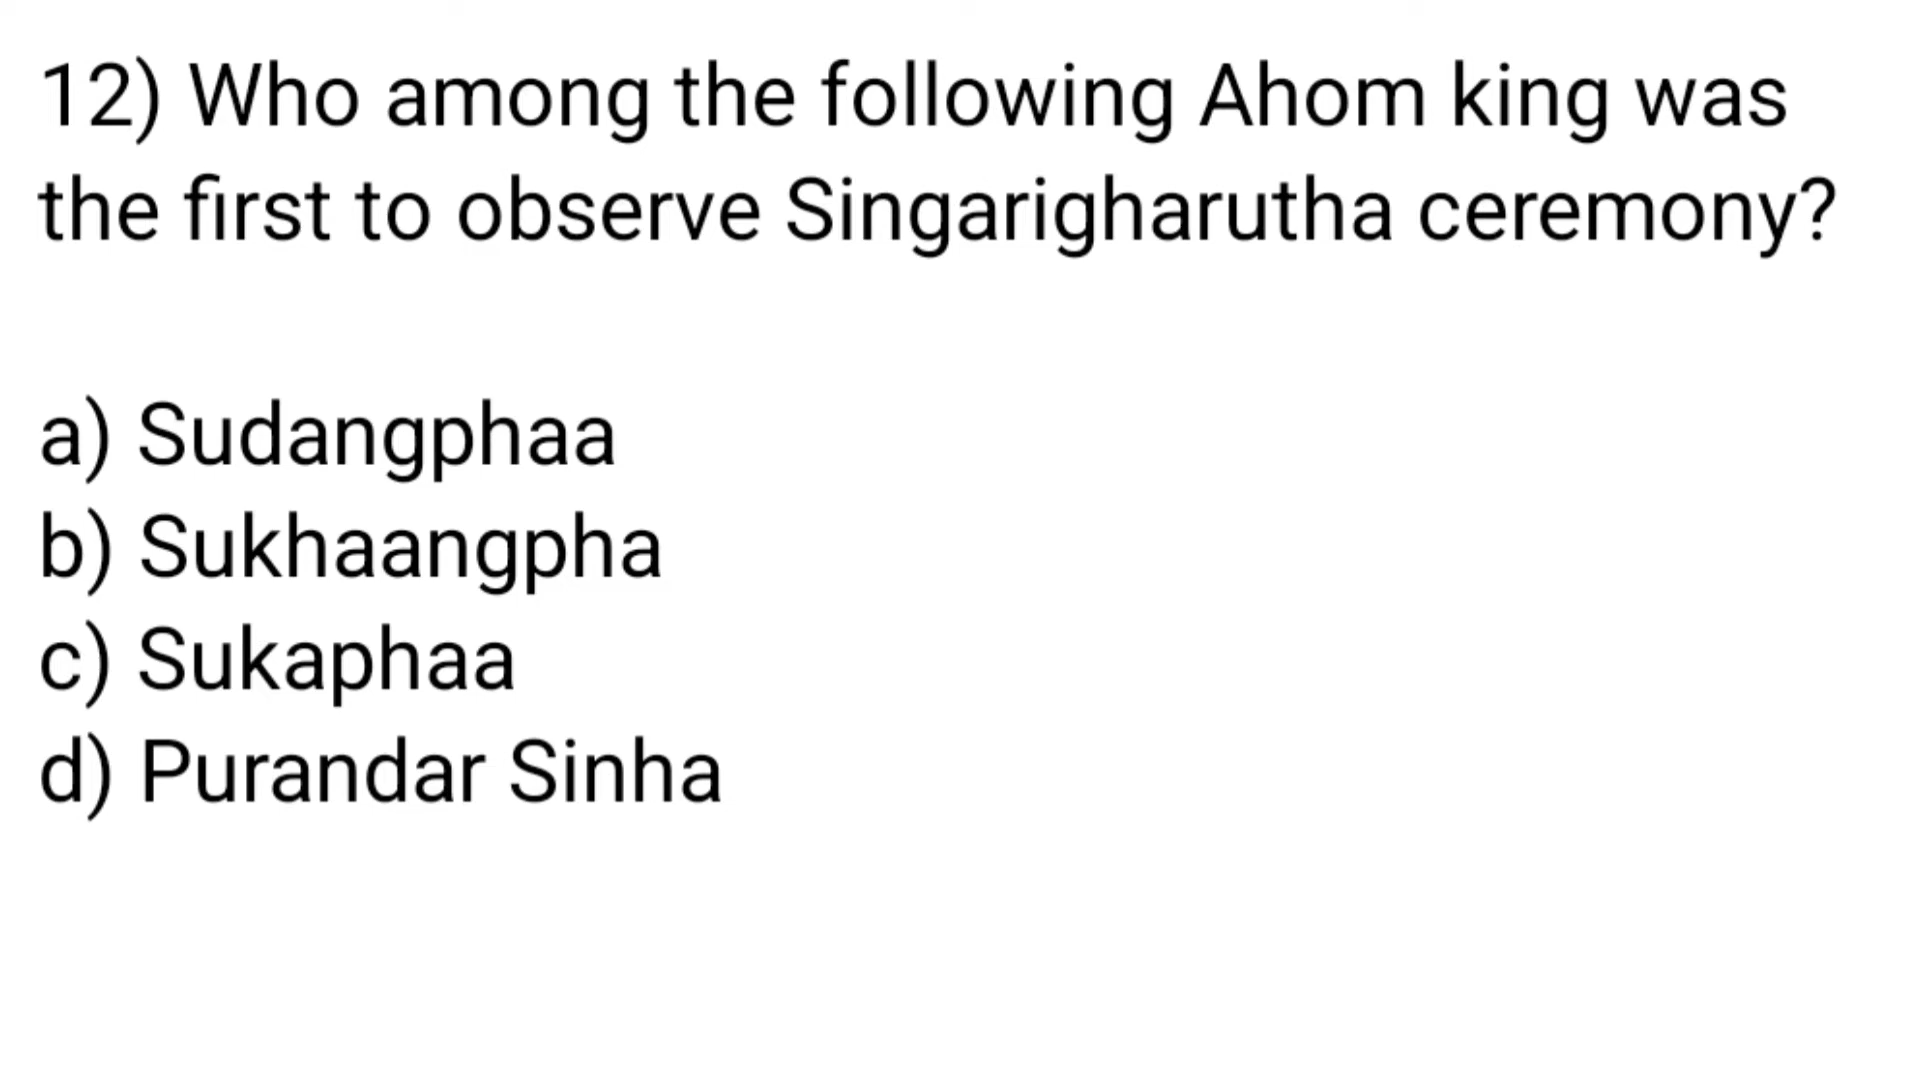 12) Who among the following Ahom king was
the first to observe Singarigharutha ceremony?
a) Sudangphaa
b) Sukhaangpha
c) Sukaphaa
d) Purandar Sinha